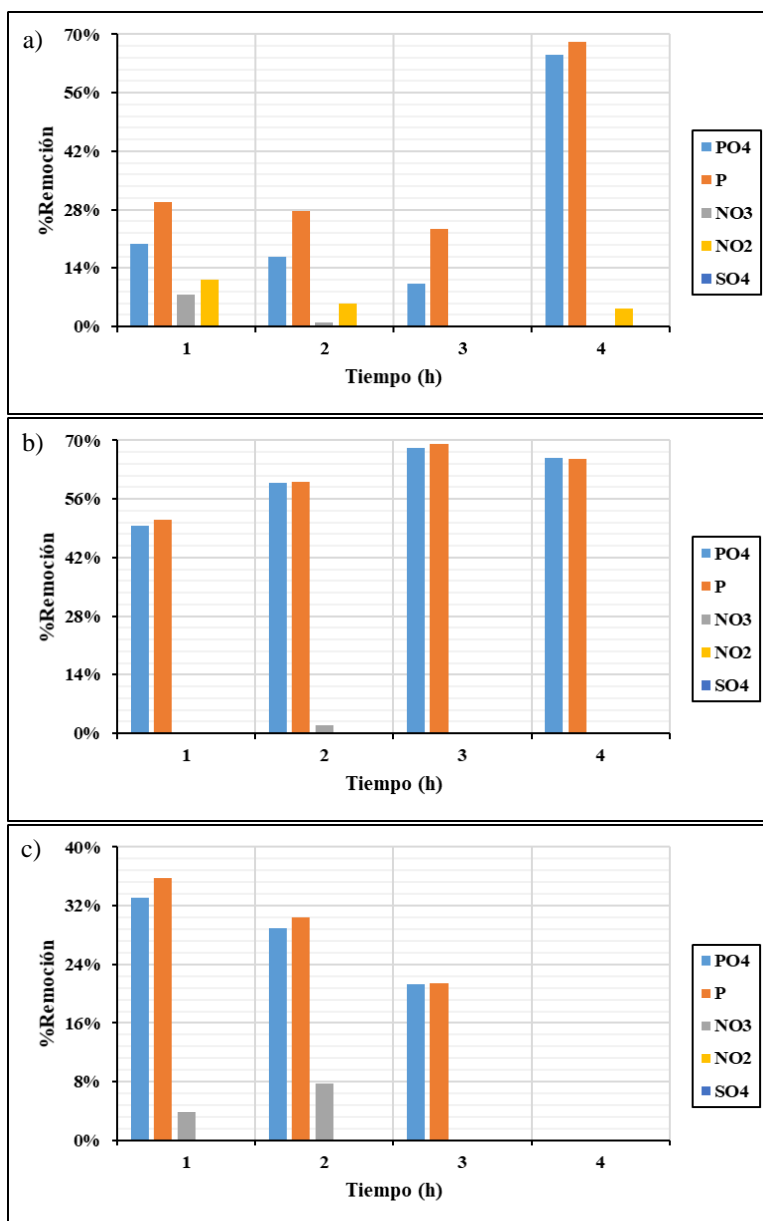 a)
70%
56%
42%
28%
14%
0%
%Remoción
1 2 3 4
Tiempo (h)
PO4
P
NO3
NO2
SO4
b)
70%
56%
42%
28%
14%
0%
%Remoción
1 2 3 4
Tiempo (h)
PO4
P
NO3
NO2
SO4
c)
40%
32%
24%
16%
8%
0%
%Remoción
1 2 3 4
Tiempo (h)
PO4
P
NO3
NO2
SO4